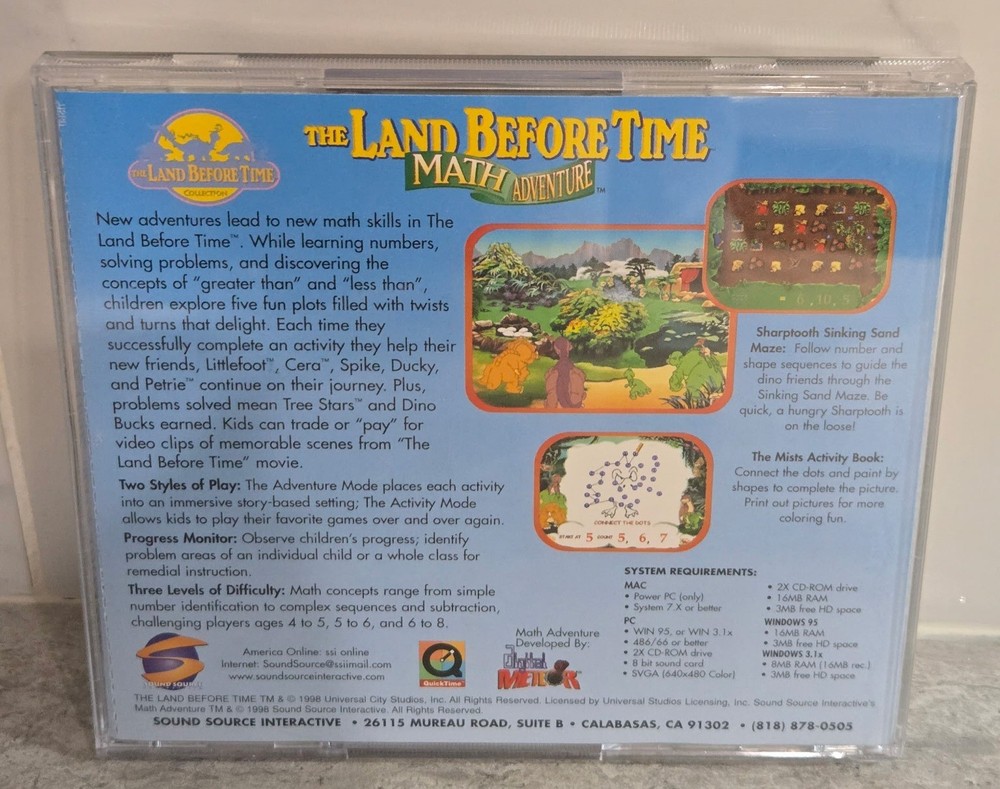 THE LAND BEFORE TIME
COLLECTION
THE LAND BEFORE TIME
MATH ADVENTURE™
New adventures lead to new math skills in The
Land Before Time™. While learning numbers,
solving problems, and discovering the
concepts of "greater than" and "less than",
children explore five fun plots filled with twists
and turns that delight. Each time they
successfully complete an activity they help their
new friends, Littlefoot™, Cera™, Spike, Ducky,
and Petrie™ continue on their journey. Plus,
problems solved mean Tree Stars™ and Dino
Bucks earned. Kids can trade or "pay" for
video clips of memorable scenes from "The
Land Before Time" movie.
Two Styles of Play: The Adventure Mode places each activity
into an immersive story-based setting; The Activity Mode
allows kids to play their favorite games over and over again.
Progress Monitor: Observe children's progress; identify
problem areas of an individual child or a whole class for
remedial instruction.
Three Levels of Difficulty: Math concepts range from simple
number identification to complex sequences and subtraction,
challenging players ages 4 to 5, 5 to 6, and 6 to 8.
6, 10, 5
Sharptooth Sinking Sand
Maze: Follow number and
shape sequences to guide the
dino friends through the
Sinking Sand Maze. Be
quick, a hungry Sharptooth is
on the loose!
The Mists Activity Book:
Connect the dots and paint by
shapes to complete the picture.
Print out pictures for more
coloring fun.
CONNECT THE DOTS
START AT 5 COUNT 5, 6, 7
SYSTEM REQUIREMENTS:
MAC
• Power PC (only)
• System 7.X or better
PC
• WIN 95, or WIN 3.1x
• 486/66 or better
• 2X CD-ROM drive
• 8 bit sound card
• SVGA (640x480 Color)
• 2X CD-ROM drive
• 16MB RAM
• 3MB free HD space
WINDOWS 95
• 16MB RAM
• 3MB free HD space
WINDOWS 3.1x
• 8MB RAM (16MB rec.)
• 3MB free HD space
SOUND SOURCE
America Online: ssi online
Internet: SoundSource@ssiimail.com
www.soundsourceinteractive.com
QuickTime™
Math Adventure
Developed By:
METEOR
THE LAND BEFORE TIME TM & © 1998 Universal City Studios, Inc. All Rights Reserved. Licensed by Universal Studios Licensing, Inc. Sound Source Interactive's
Math Adventure TM & © 1998 Sound Source Interactive. All Rights Reserved.
SOUND SOURCE INTERACTIVE • 26115 MUREAU ROAD, SUITE B • CALABASAS, CA 91302 • (818) 878-0505